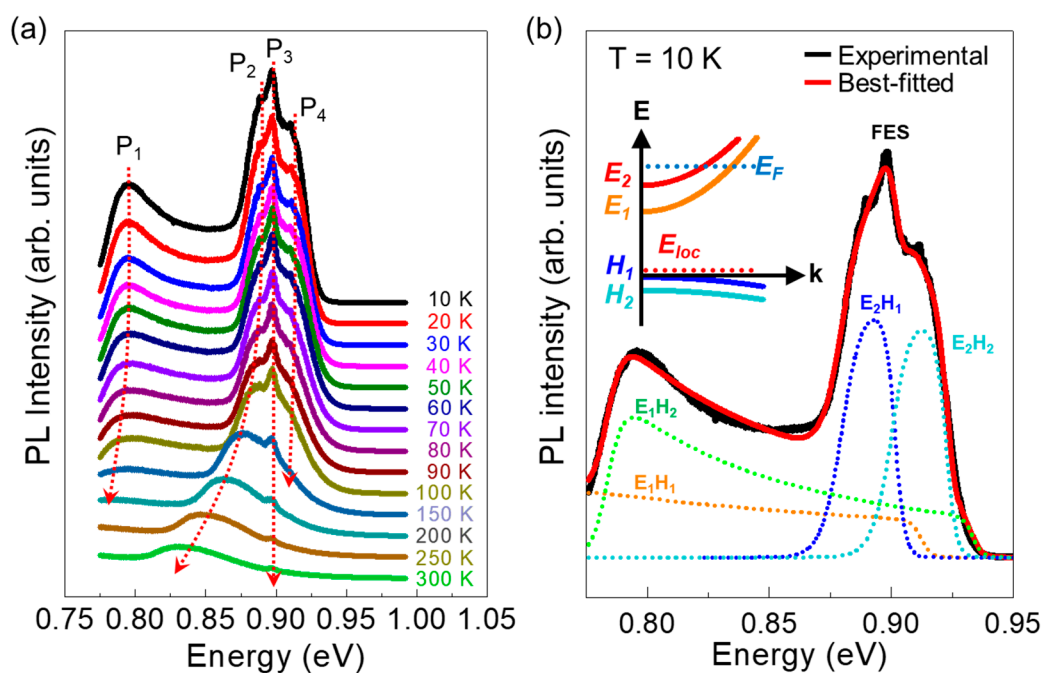 (a)
P₁
P₂
P₃
P₄
10 K
20 K
30 K
40 K
50 K
60 K
70 K
80 K
90 K
100 K
150 K
200 K
250 K
300 K
PL Intensity (arb. units)
0.75 0.80 0.85 0.90 0.95 1.00 1.05
Energy (eV)
(b)
T = 10 K
Experimental
Best-fitted
E
FES
E₂
E_F
E₁
E_loc
H₁
k
H₂
E₂H₁
E₂H₂
E₁H₂
E₁H₁
PL intensity (arb. units)
0.80 0.85 0.90 0.95
Energy (eV)